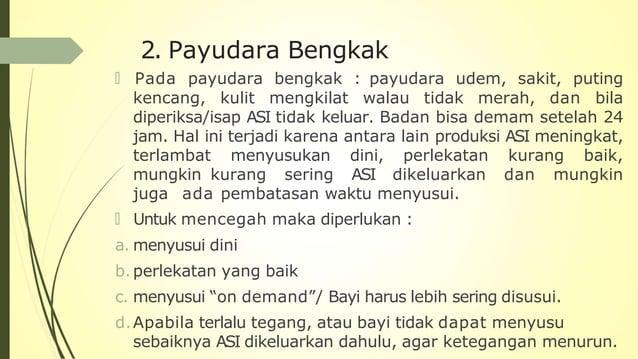 2. Payudara Bengkak
Pada payudara bengkak : payudara udem, sakit, puting
kencang, kulit mengkilat walau tidak merah, dan bila
diperiksa/isap ASI tidak keluar. Badan bisa demam setelah 24
jam. Hal ini terjadi karena antara lain produksi ASI meningkat,
terlambat menyusukan dini, perlekatan kurang baik,
mungkin kurang sering ASI dikeluarkan dan mungkin
juga ada pembatasan waktu menyusui.
Untuk mencegah maka diperlukan :
a. menyusui dini
b. perlekatan yang baik
c. menyusui “on demand”/ Bayi harus lebih sering disusui.
d. Apabila terlalu tegang, atau bayi tidak dapat menyusu
sebaiknya ASI dikeluarkan dahulu, agar ketegangan menurun.